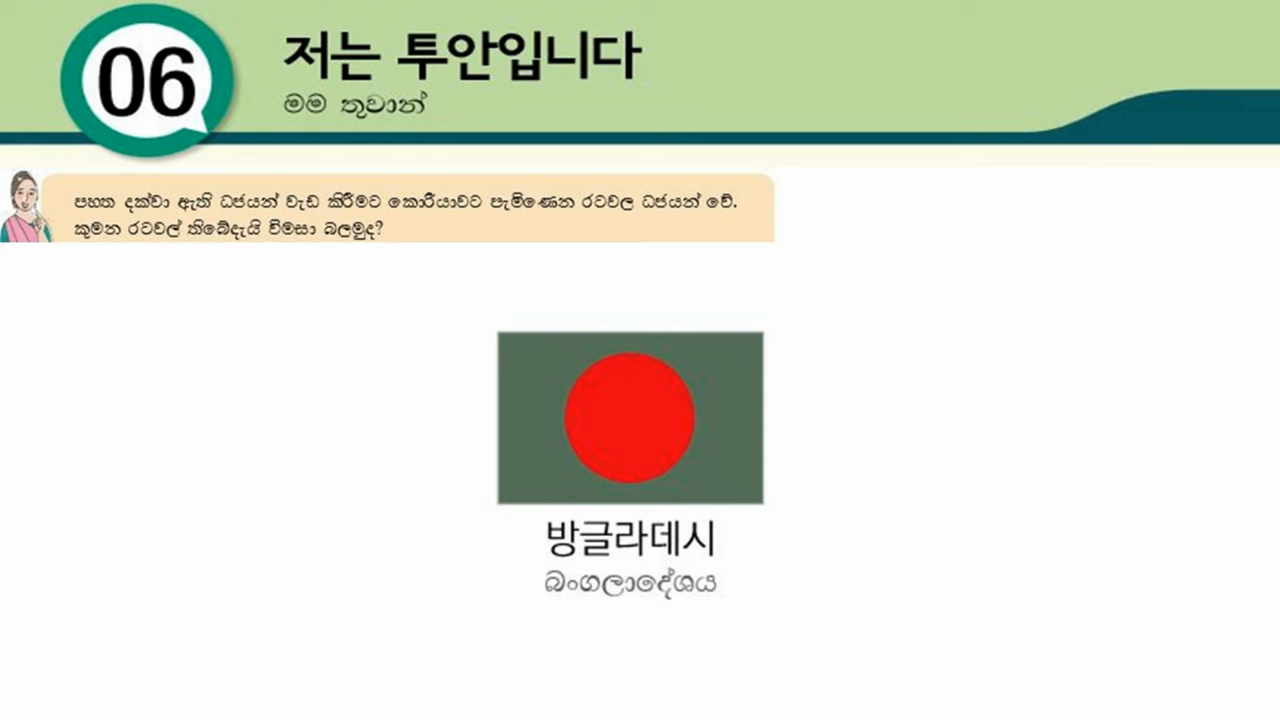 06
저는 투안입니다
මම තුවාන්
පහත දක්වා ඇති ධජයන් වැඩ කිරීමට කොරියාවට පැමිණෙන රටවල ධජයන් වේ.
කුමන රටවල් තිබේදැයි විමසා බලමුද?
방글라데시
බංගලාදේශය